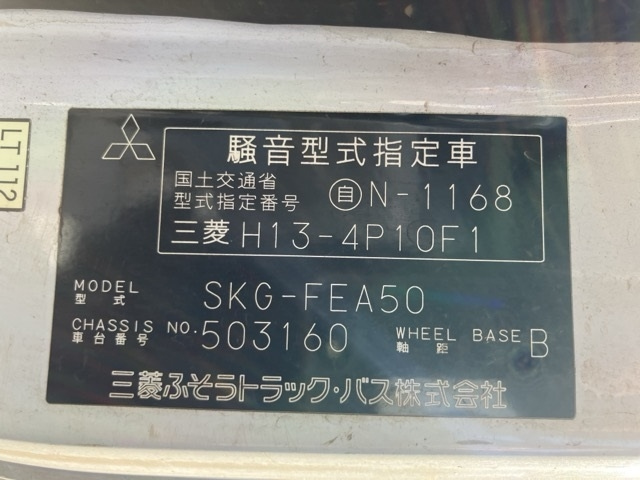 LT 112
騒音型式指定車
国土交通省
型式指定番号 自 N-1168
三菱 H13-4P10F1
MODEL
型式 SKG-FEA50
CHASSIS NO.
車台番号 503160 WHEEL BASE
軸距 B
三菱ふそうトラック・バス株式会社